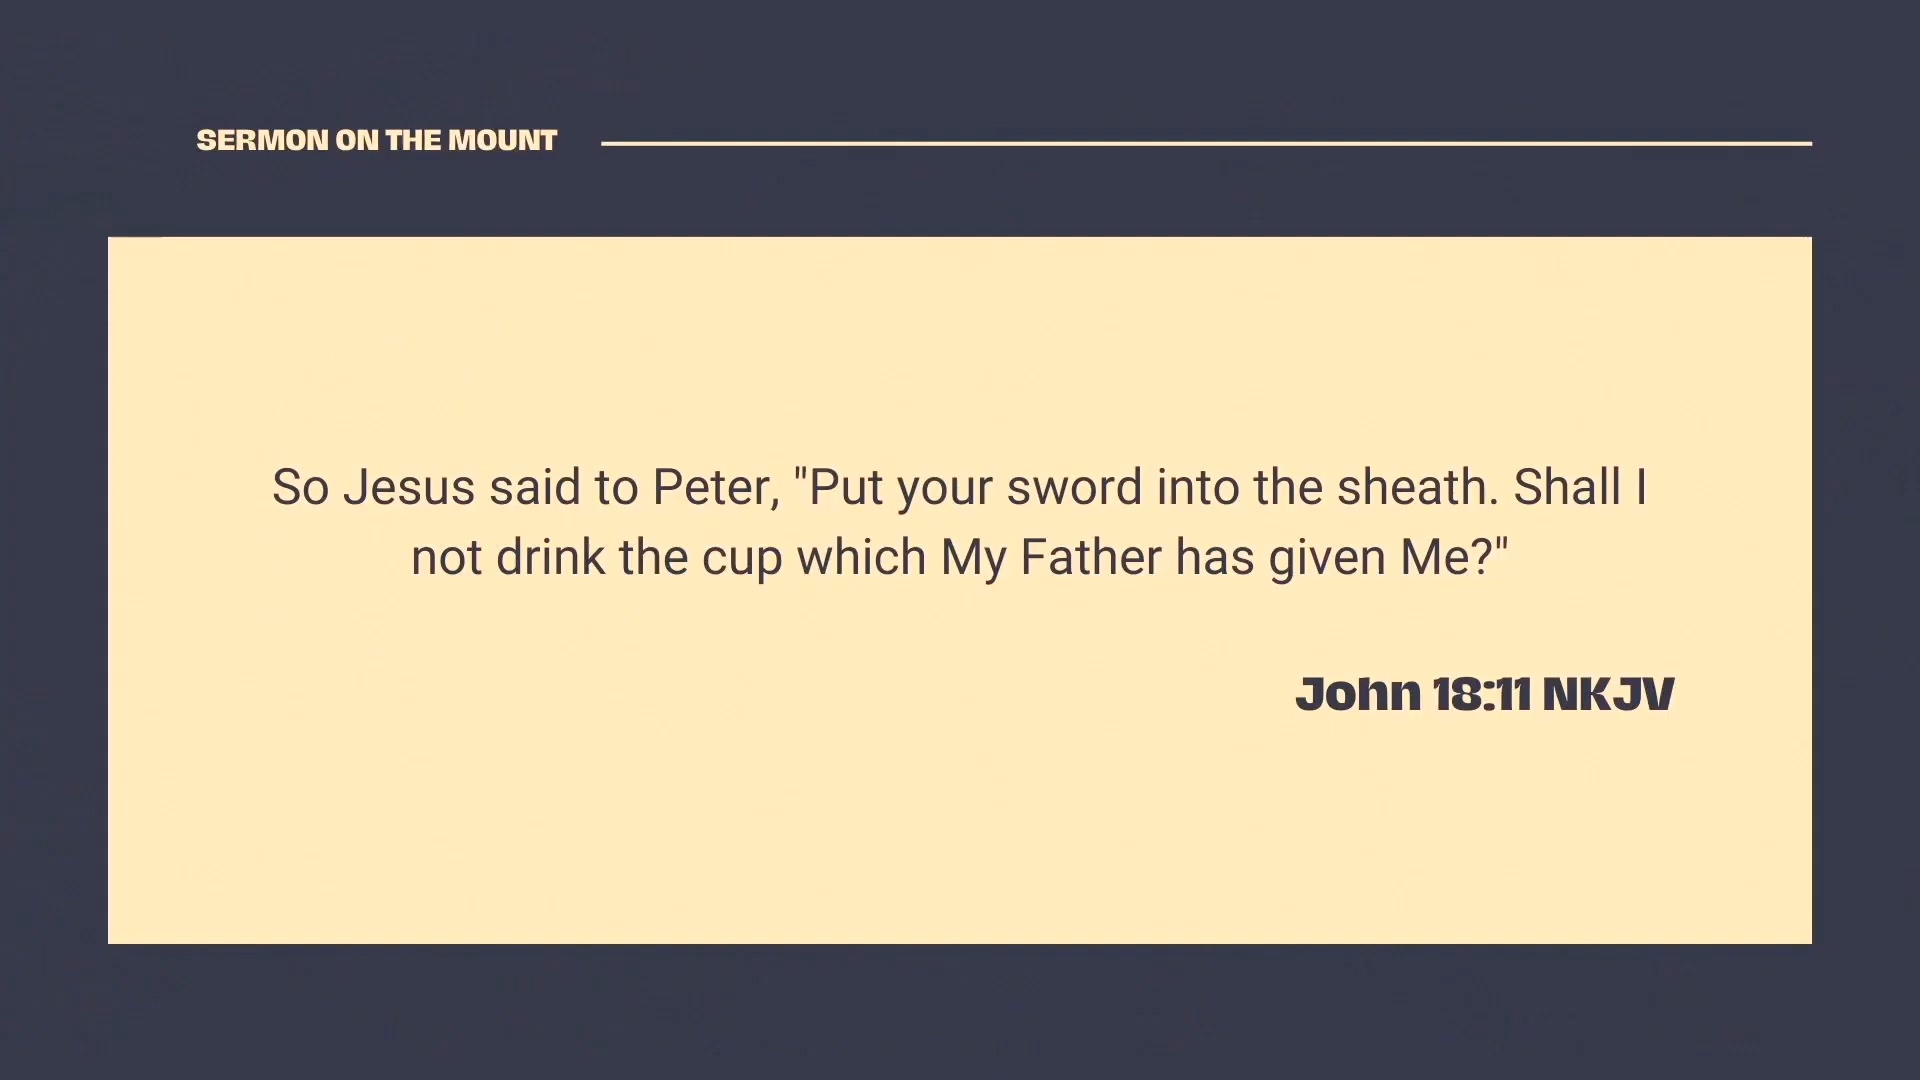 SERMON ON THE MOUNT
So Jesus said to Peter, "Put your sword into the sheath. Shall I
not drink the cup which My Father has given Me?"
John 18:11 NKJV